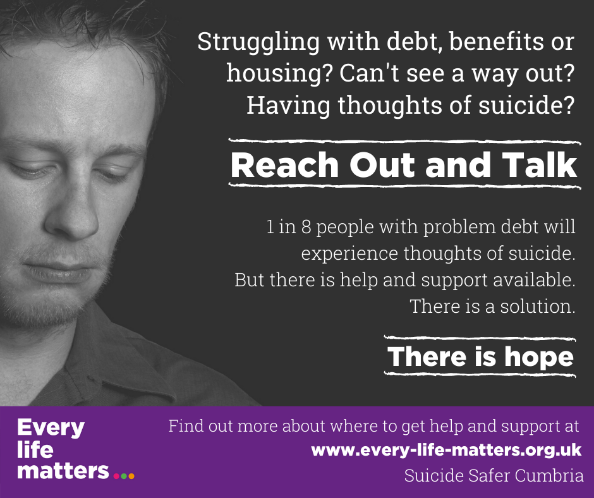 Struggling with debt, benefits or
housing? Can't see a way out?
Having thoughts of suicide?
Reach Out and Talk
1 in 8 people with problem debt will
experience thoughts of suicide.
But there is help and support available.
There is a solution.
There is hope
Every
life
matters...
Find out more about where to get help and support at
www.every-life-matters.org.uk
Suicide Safer Cumbria